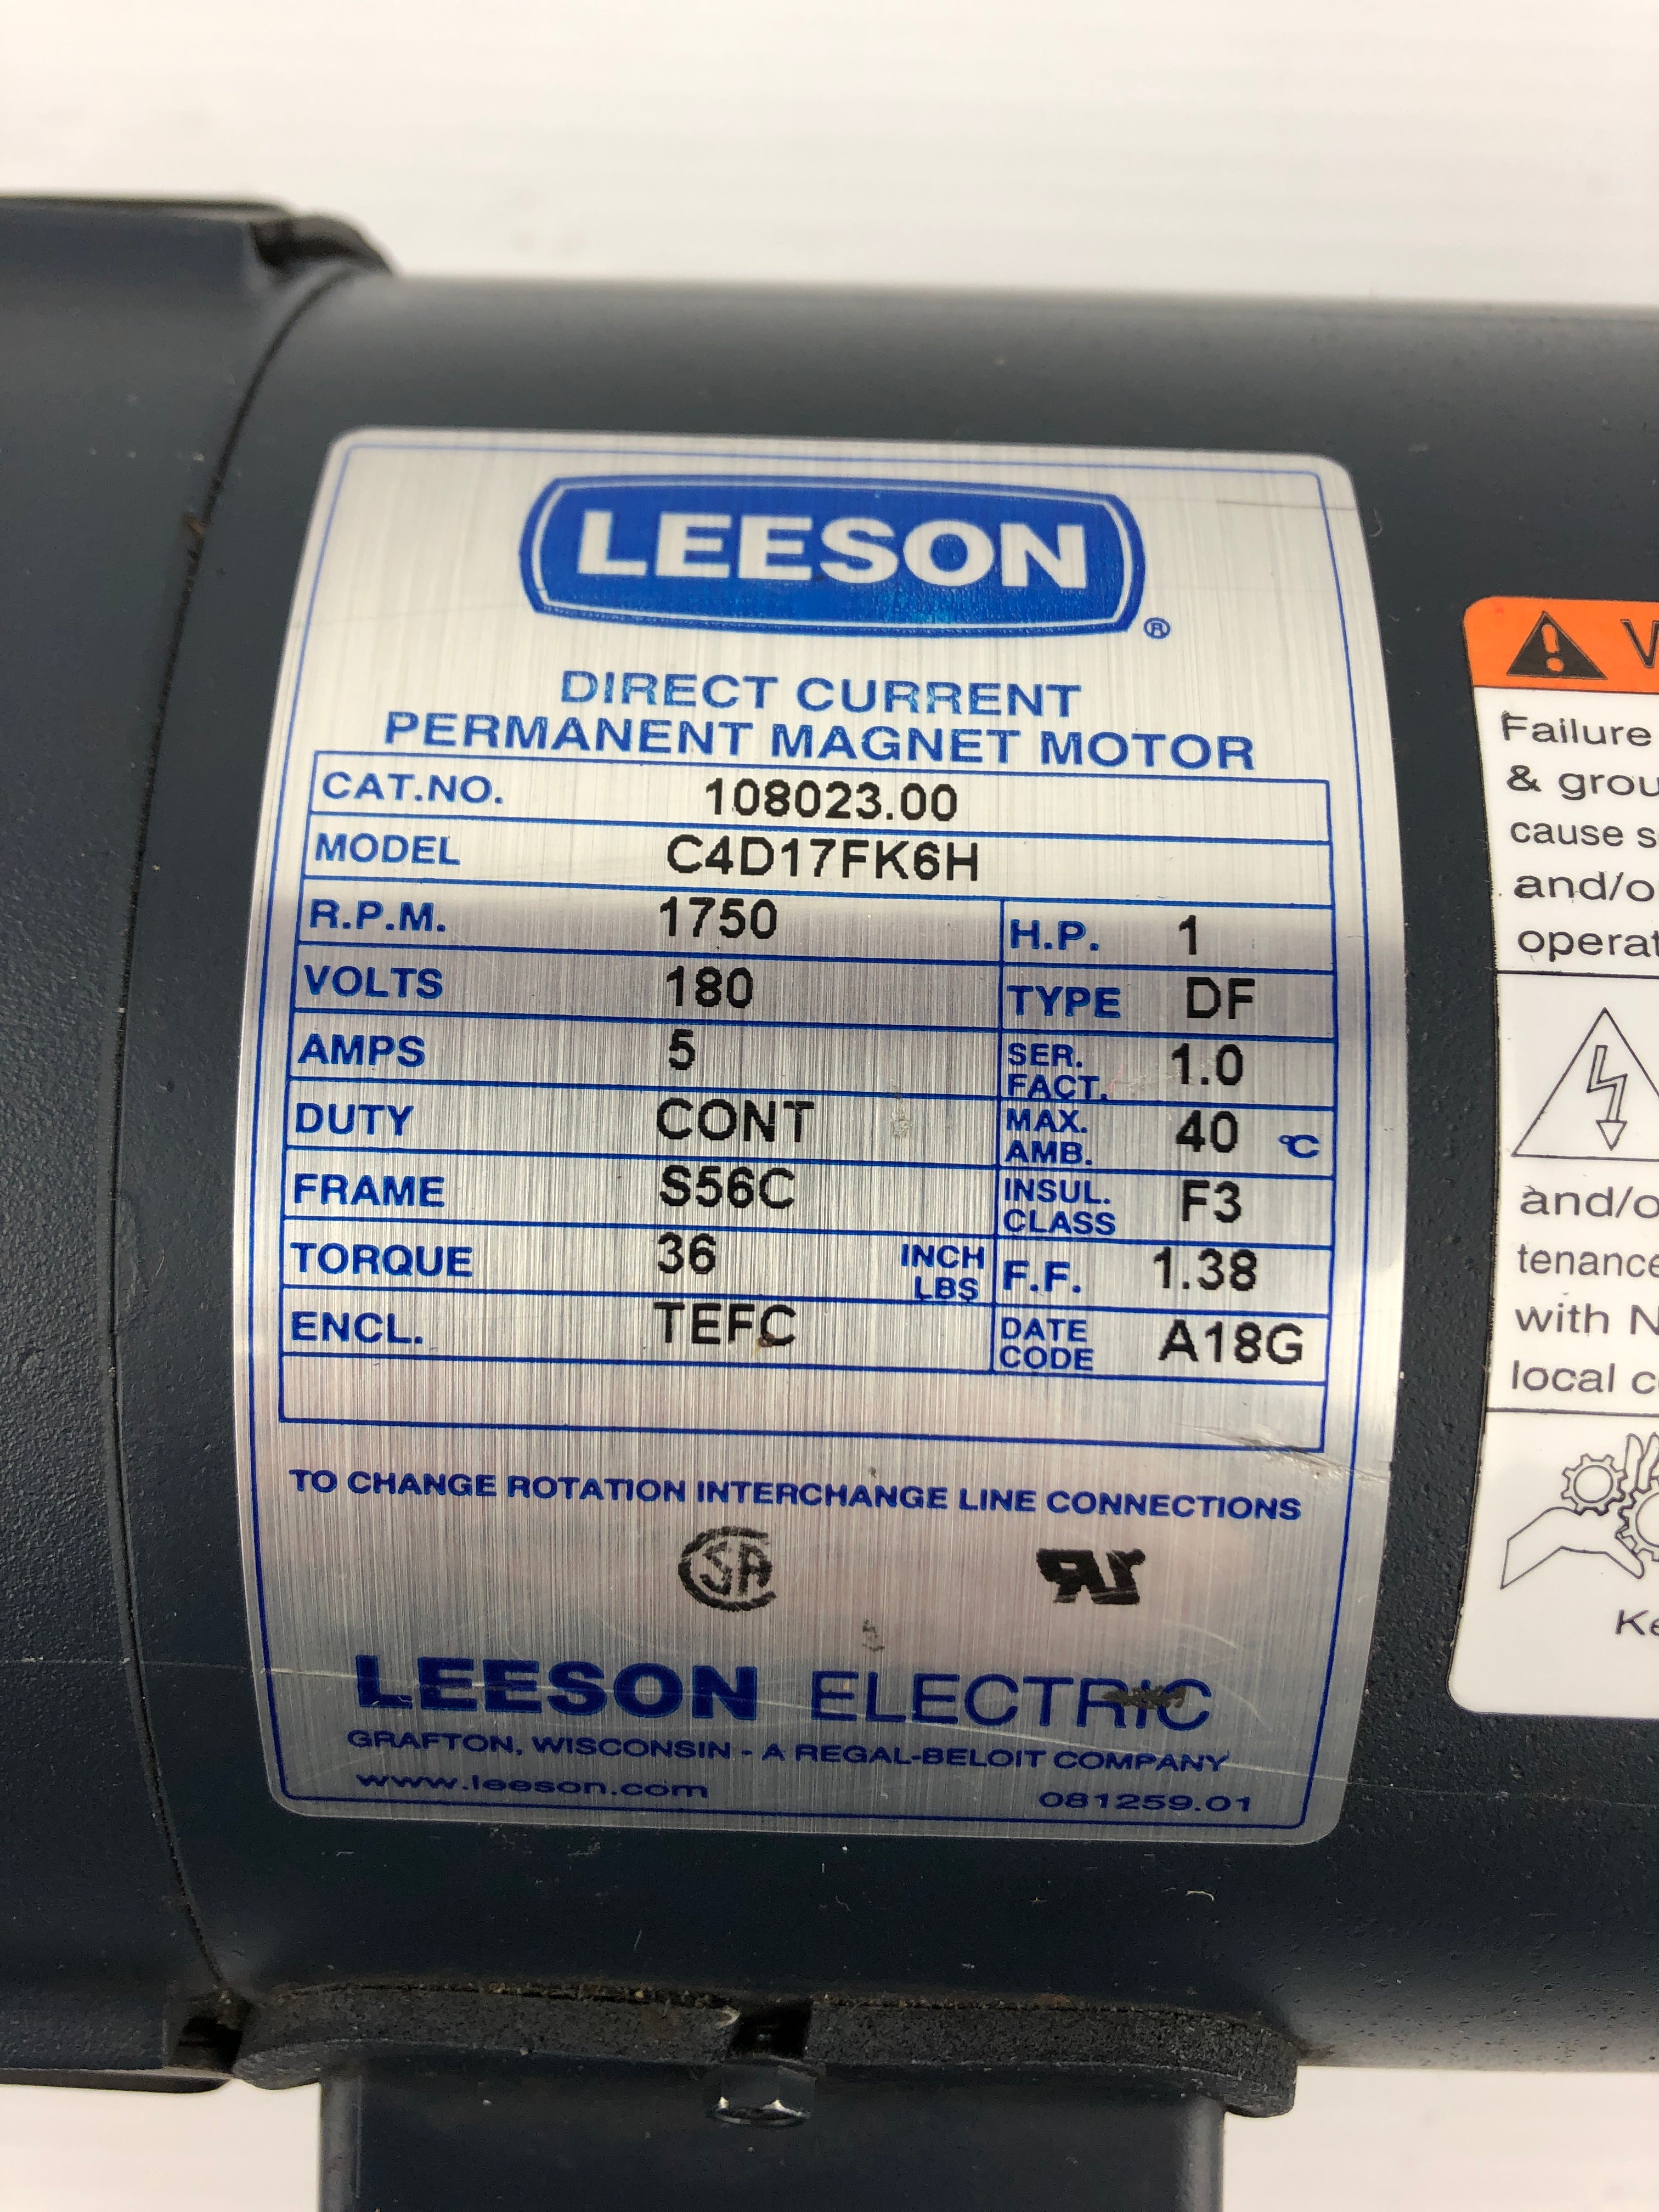 LEESON
®
DIRECT CURRENT
PERMANENT MAGNET MOTOR
CAT.NO. 108023.00
MODEL C4D17FK6H
R.P.M. 1750 H.P. 1
VOLTS 180 TYPE DF
AMPS 5 SER. FACT. 1.0
DUTY CONT MAX. AMB. 40 °C
FRAME S56C INSUL. CLASS F3
TORQUE 36 INCH LBS F.F. 1.38
ENCL. TEFC DATE CODE A18G
TO CHANGE ROTATION INTERCHANGE LINE CONNECTIONS
LEESON ELECTRIC
GRAFTON, WISCONSIN - A REGAL-BELOIT COMPANY
www.leeson.com 081259.01
Failure
& grou
cause s
and/o
operat
and/o
tenance
with N
local c
Ke